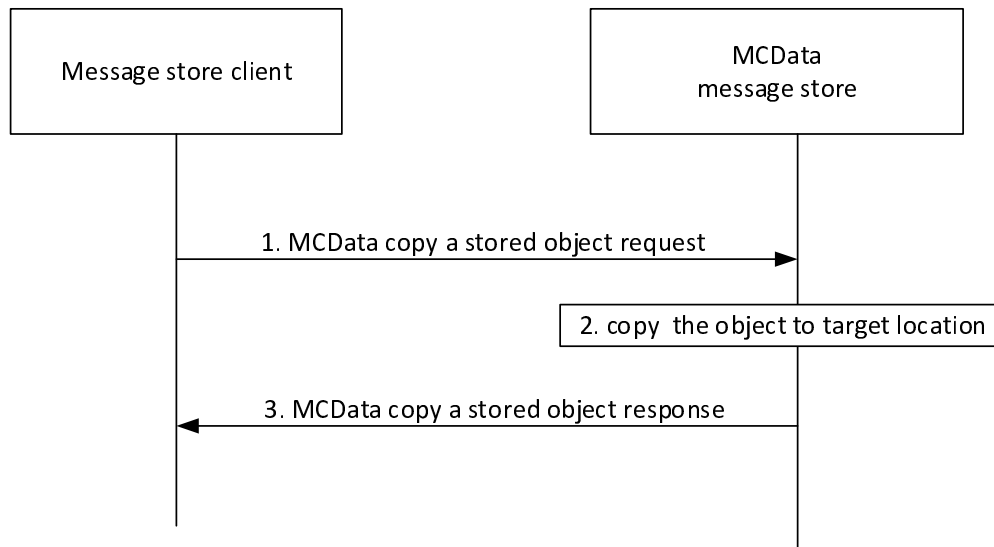 Message store client
MCData
message store
1. MCData copy a stored object request
2. copy  the object to target location
3. MCData copy a stored object response